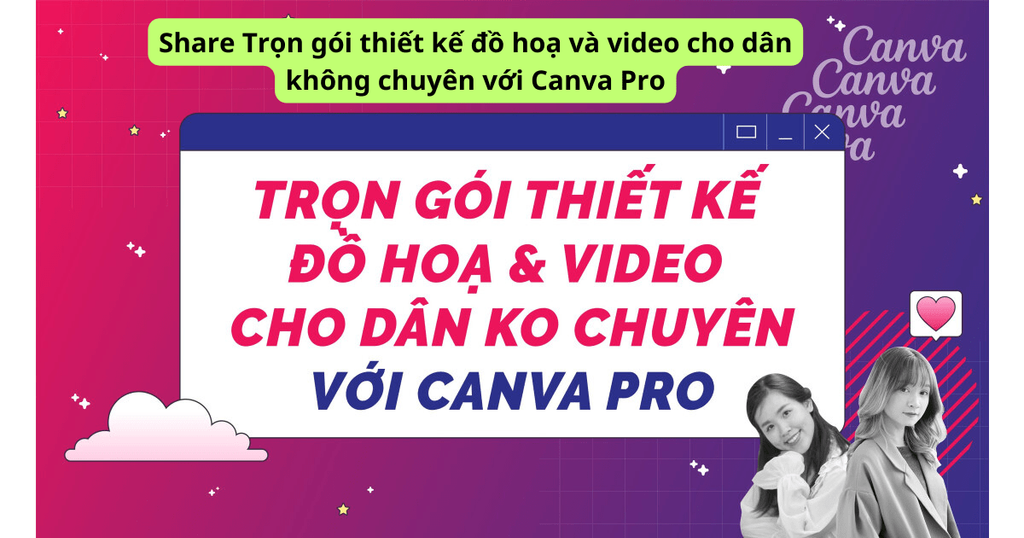 Share Trọn gói thiết kế đồ hoạ và video cho dân
không chuyên với Canva Pro
Canva
Canva
Canva
va
TRỌN GÓI THIẾT KẾ
ĐỒ HOẠ & VIDEO
CHO DÂN KO CHUYÊN
VỚI CANVA PRO